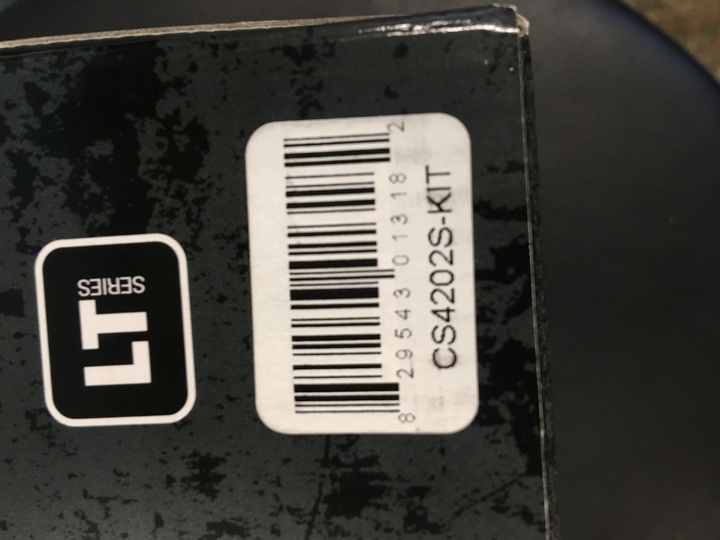 LT
SERIES
8 29543 01318 2
CS4202S-KIT